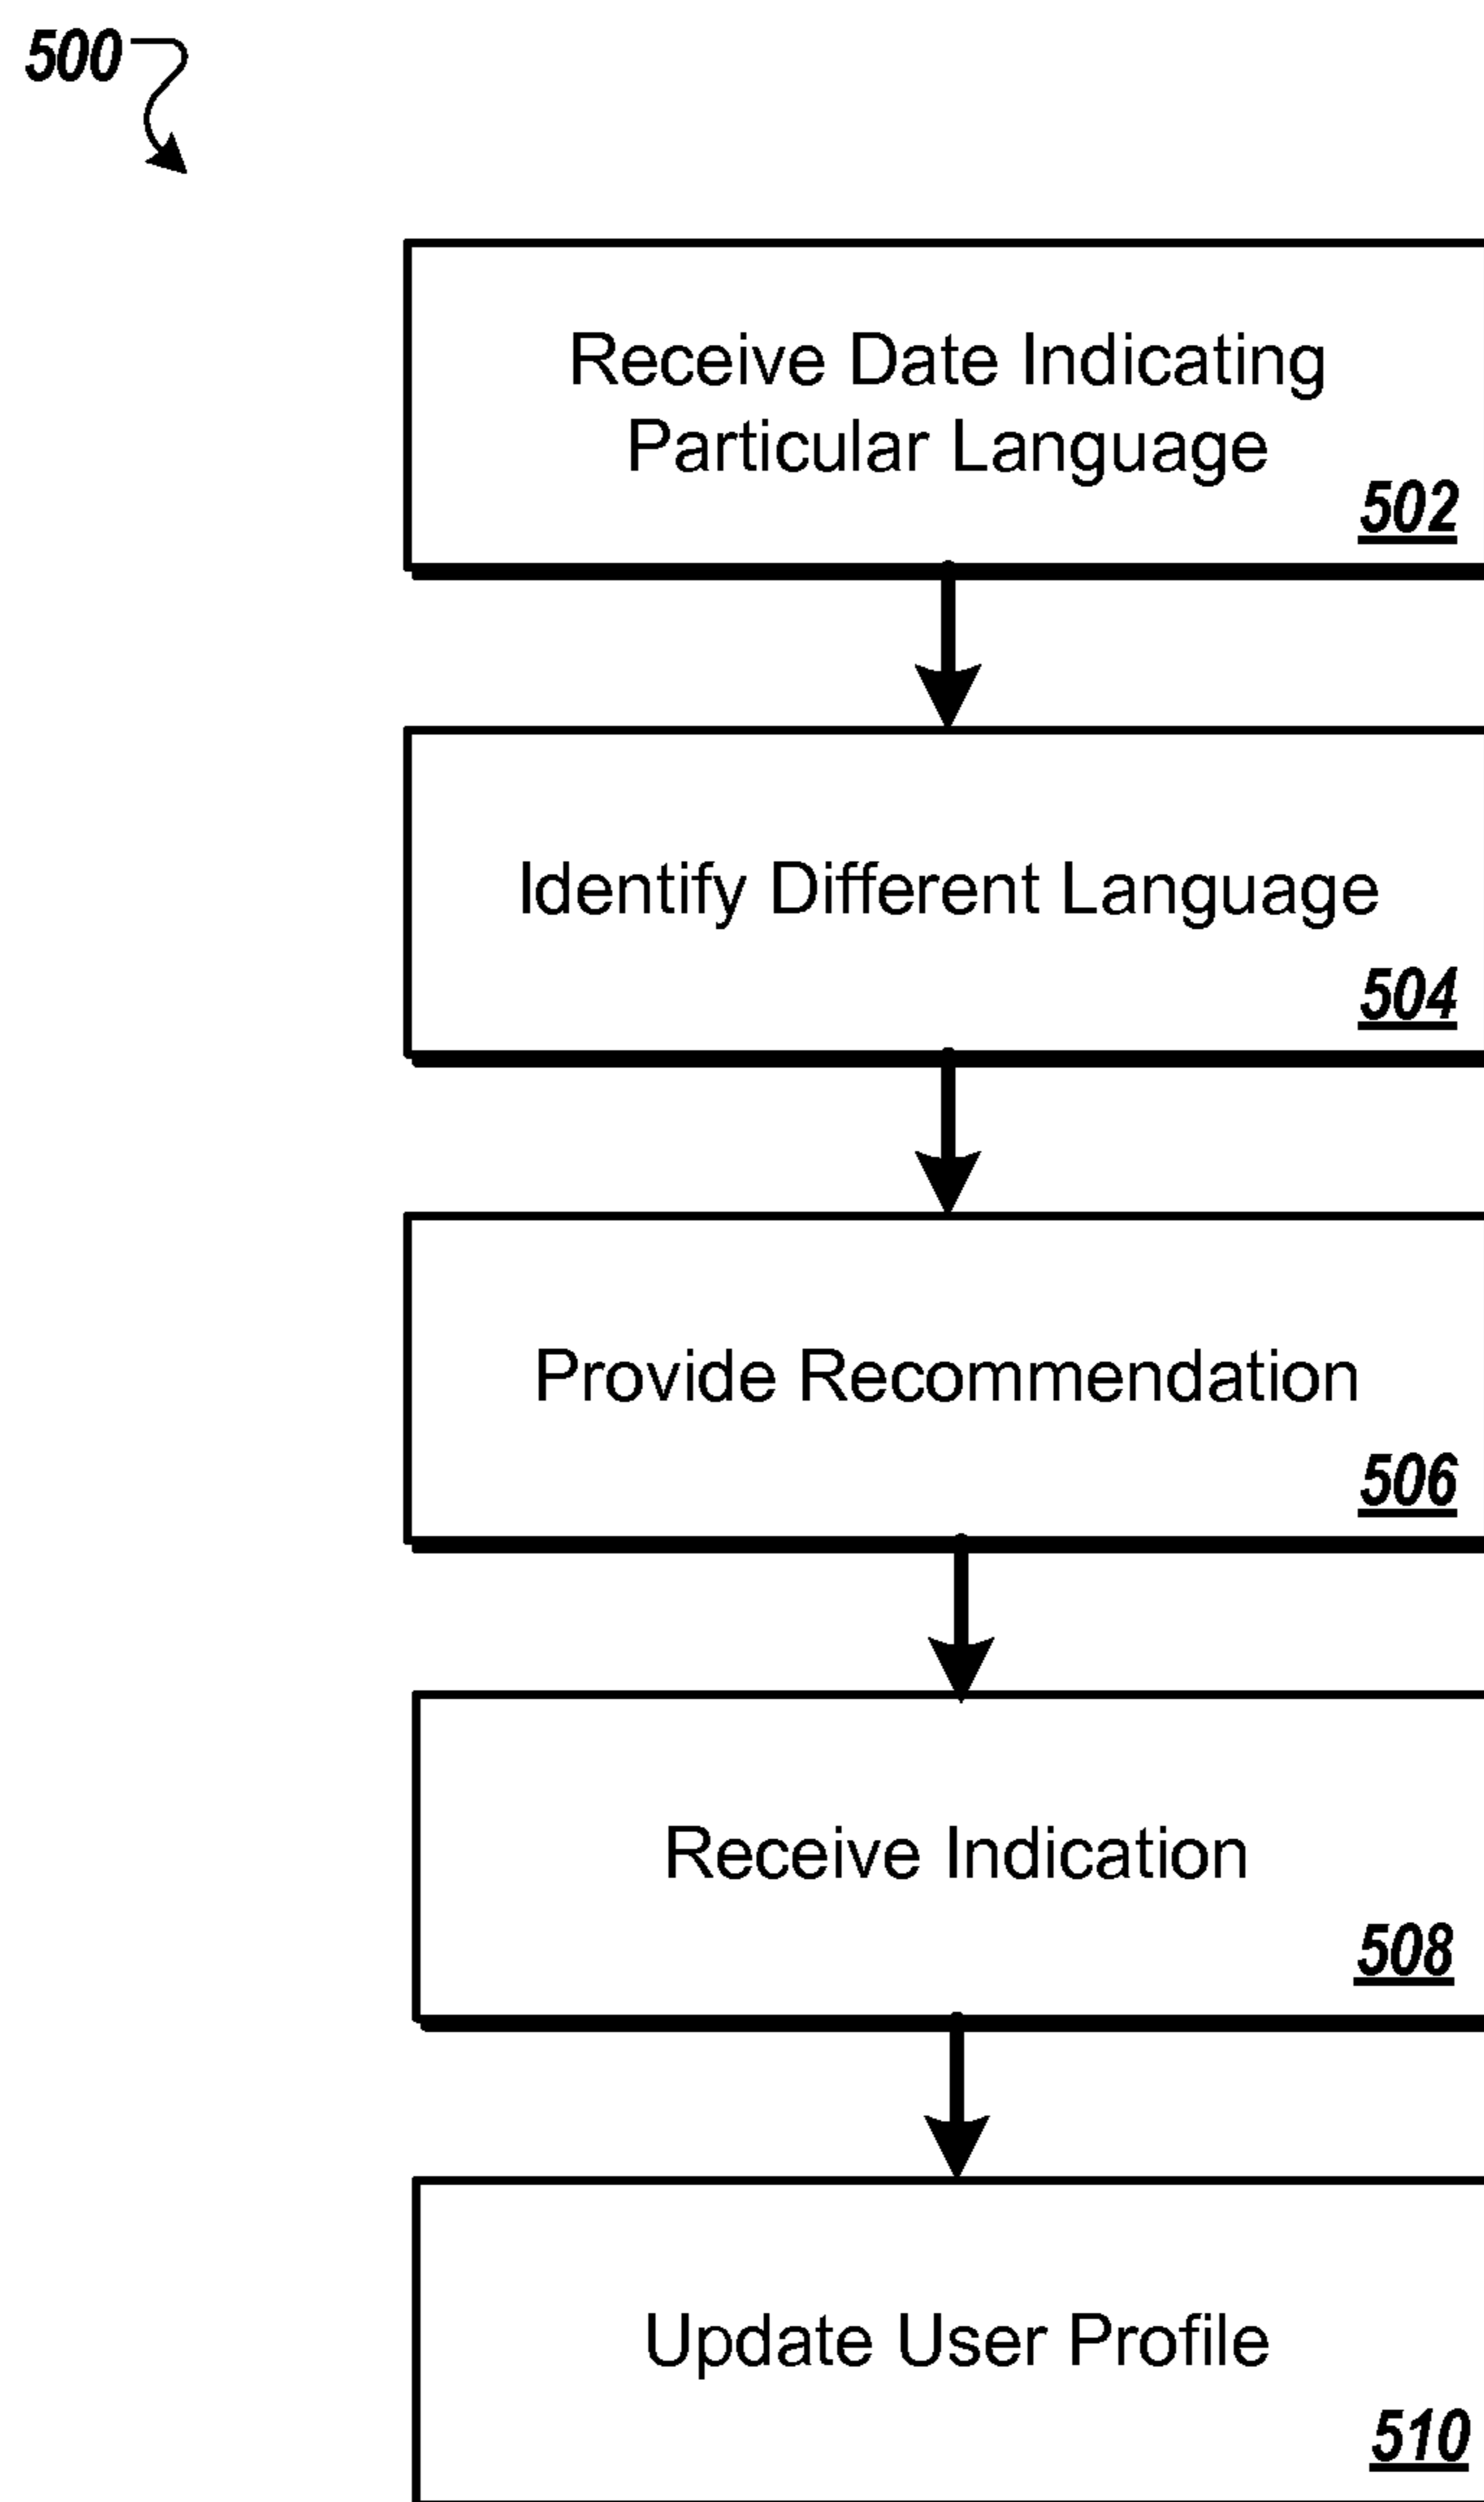 500
Receive Date Indicating
Particular Language
502
Identify Different Language
504
Provide Recommendation
506
Receive Indication
508
Update User Profile
510